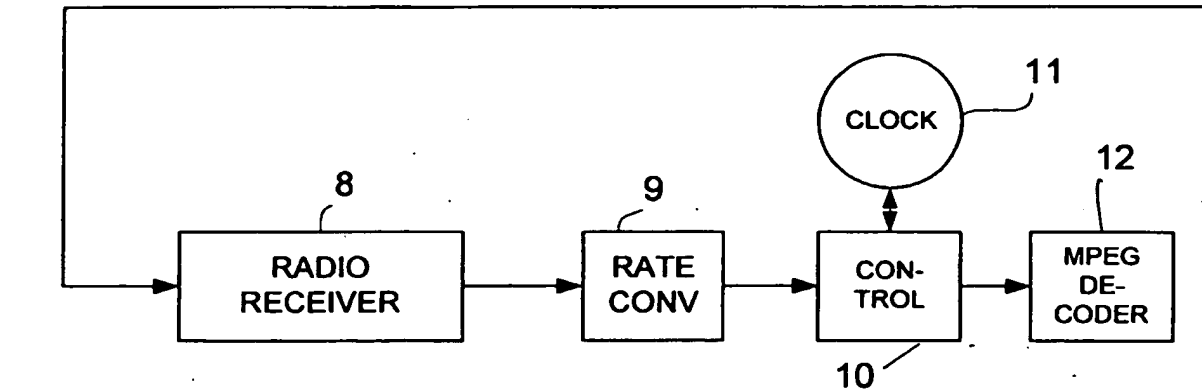 11
CLOCK
12
8
9
RADIO
RECEIVER
RATE
CONV
CON-
TROL
MPEG
DE-
CODER
10